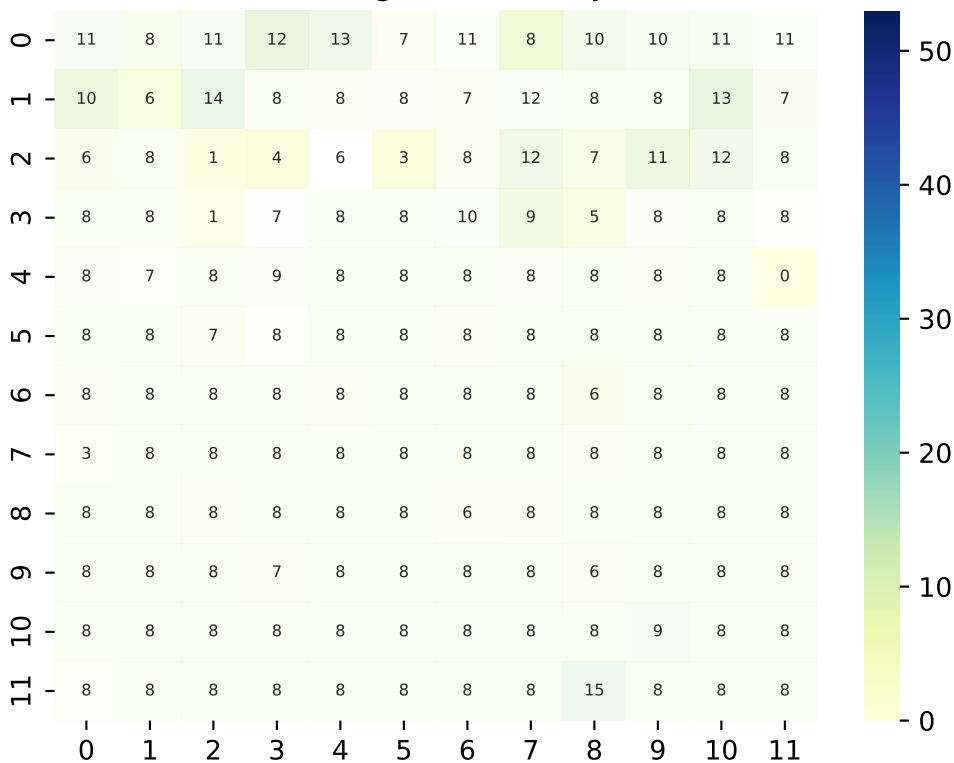 0 11 8 11 12 13 7 11 8 10 10 11 11
1 10 6 14 8 8 8 7 12 8 8 13 7
2 6 8 1 4 6 3 8 12 7 11 12 8
3 8 8 1 7 8 8 10 9 5 8 8 8
4 8 7 8 9 8 8 8 8 8 8 8 0
5 8 8 7 8 8 8 8 8 8 8 8 8
6 8 8 8 8 8 8 8 8 6 8 8 8
7 3 8 8 8 8 8 8 8 8 8 8 8
8 8 8 8 8 8 8 6 8 8 8 8 8
9 8 8 8 7 8 8 8 8 6 8 8 8
10 8 8 8 8 8 8 8 8 8 9 8 8
11 8 8 8 8 8 8 8 8 15 8 8 8
0 1 2 3 4 5 6 7 8 9 10 11
50
40
30
20
10
0